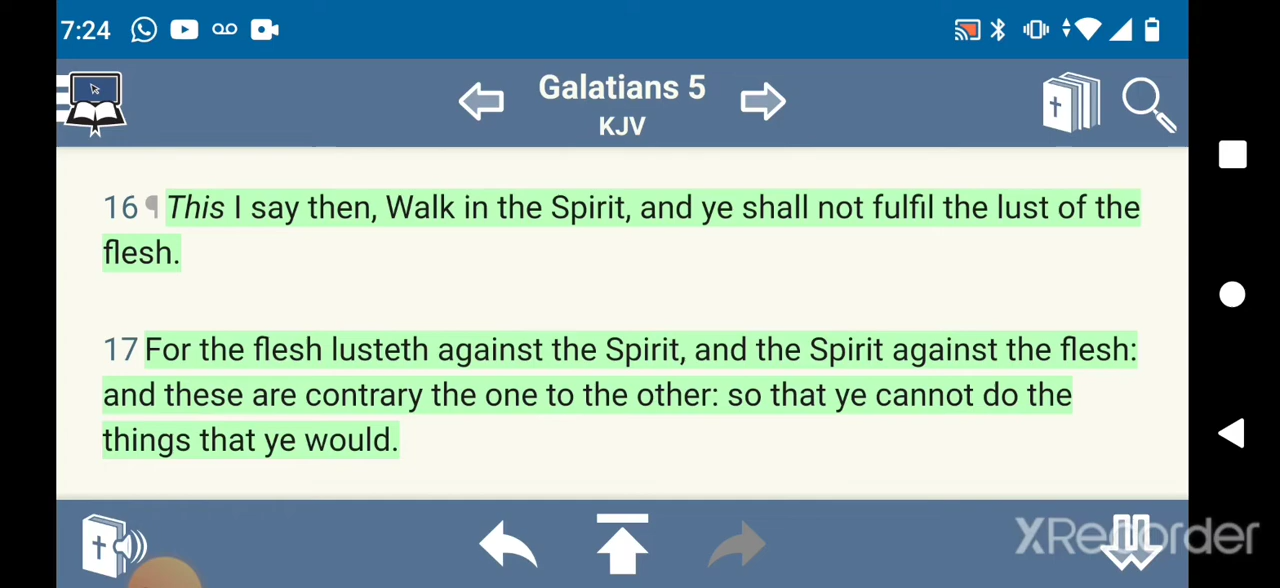 7:24
Galatians 5
KJV
16 ¶ This I say then, Walk in the Spirit, and ye shall not fulfil the lust of the
flesh.
17 For the flesh lusteth against the Spirit, and the Spirit against the flesh:
and these are contrary the one to the other: so that ye cannot do the
things that ye would.
XRecorder